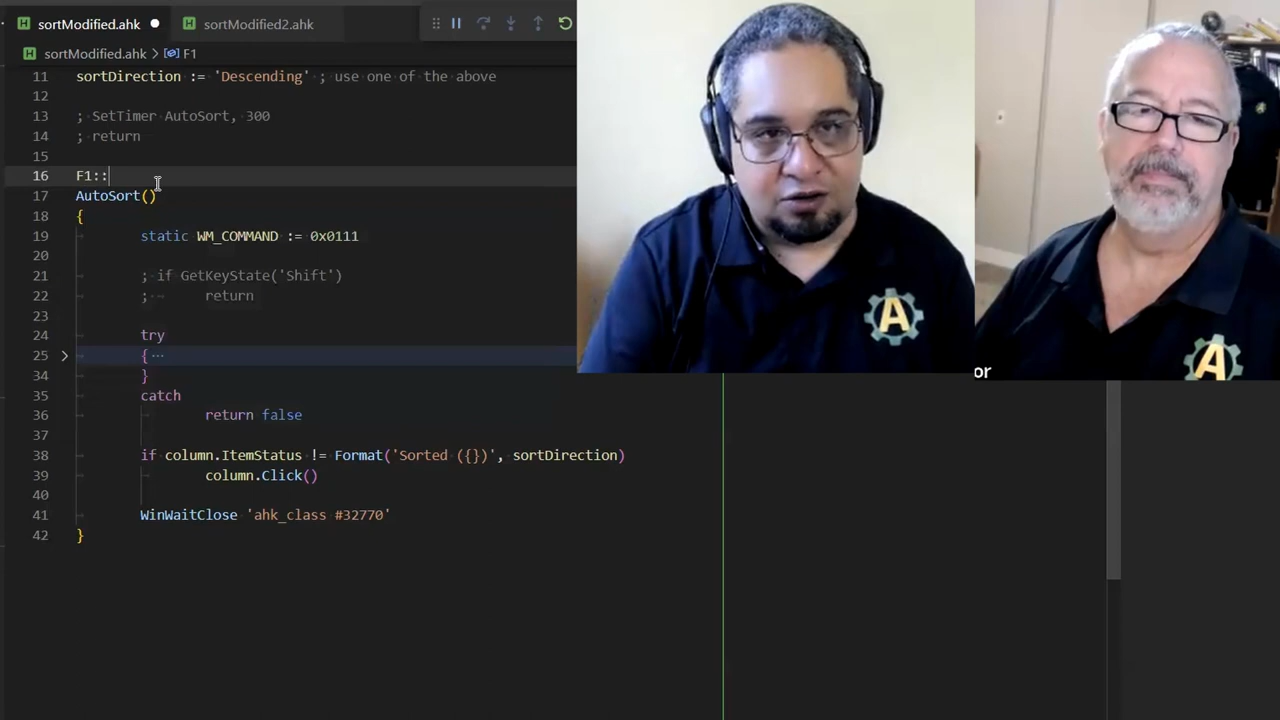 sortModified.ahk
sortModified2.ahk
sortModified.ahk > F1
11 sortDirection := 'Descending' ; use one of the above
12
13 ; SetTimer AutoSort, 300
14 ; return
15
16 F1::
17 AutoSort()
18 {
19 static WM_COMMAND := 0x0111
20
21 ; if GetKeyState('Shift')
22 ; return
23
24 try
25 { ···
34 }
35 catch
36 return false
37
38 if column.ItemStatus != Format('Sorted ({})', sortDirection)
39 column.Click()
40
41 WinWaitClose 'ahk_class #32770'
42 }
A
A
or